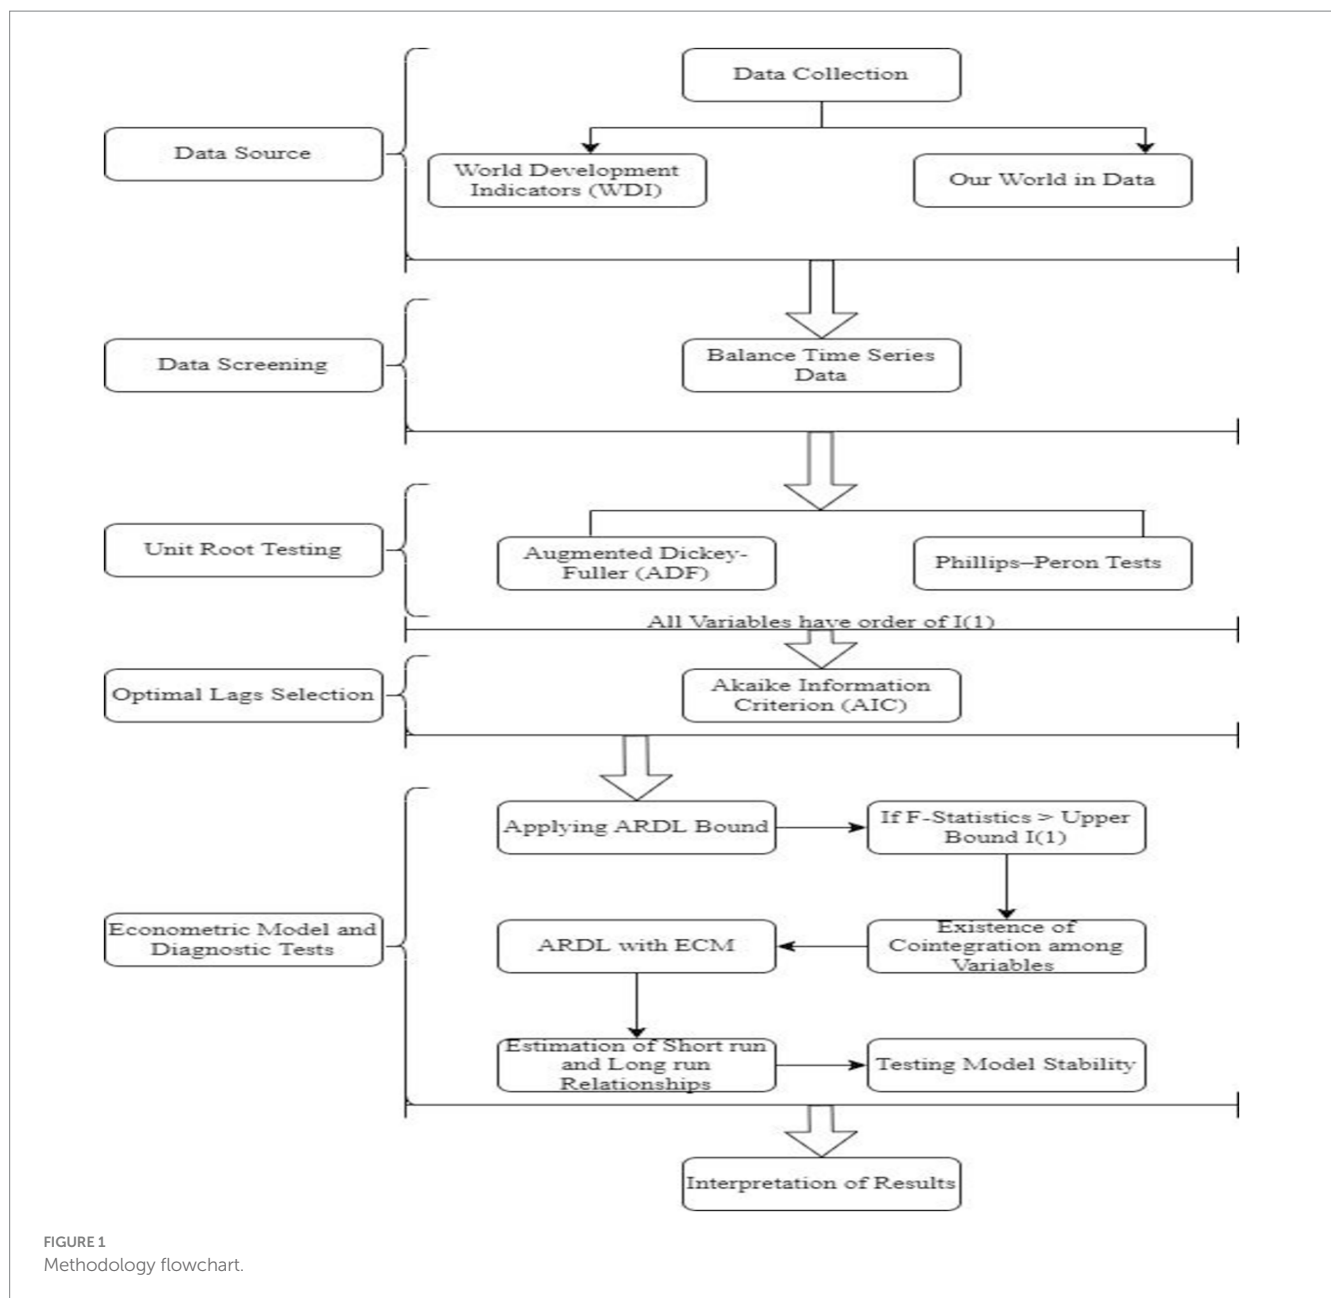 Data Collection
Data Source
World Development
Indicators (WDI)
Our World in Data
Data Screening
Balance Time Series
Data
Unit Root Testing
Augmented Dickey-
Fuller (ADF)
Phillips–Peron Tests
All Variables have order of I(1)
Optimal Lags Selection
Akaike Information
Criterion (AIC)
Applying ARDL Bound
If F-Statistics > Upper
Bound I(1)
Econometric Model and
Diagnostic Tests
ARDL with ECM
Existence of
Cointegration among
Variables
Estimation of Short run
and Long run
Relationships
Testing Model Stability
Interpretation of Results
FIGURE 1
Methodology flowchart.